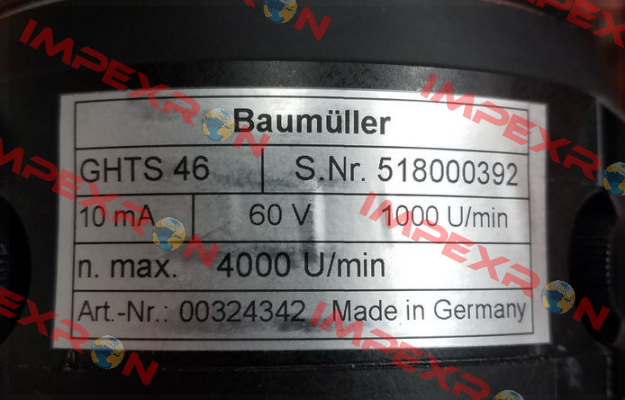 Baumüller
GHTS 46 S.Nr. 518000392
10 mA 60 V 1000 U/min
n. max. 4000 U/min
Art.-Nr.: 00324342 Made in Germany
IMPEXRON
IMPEXRON
IMPEXRON
IMPEXRON
IMPEXRON
IMPEXRON